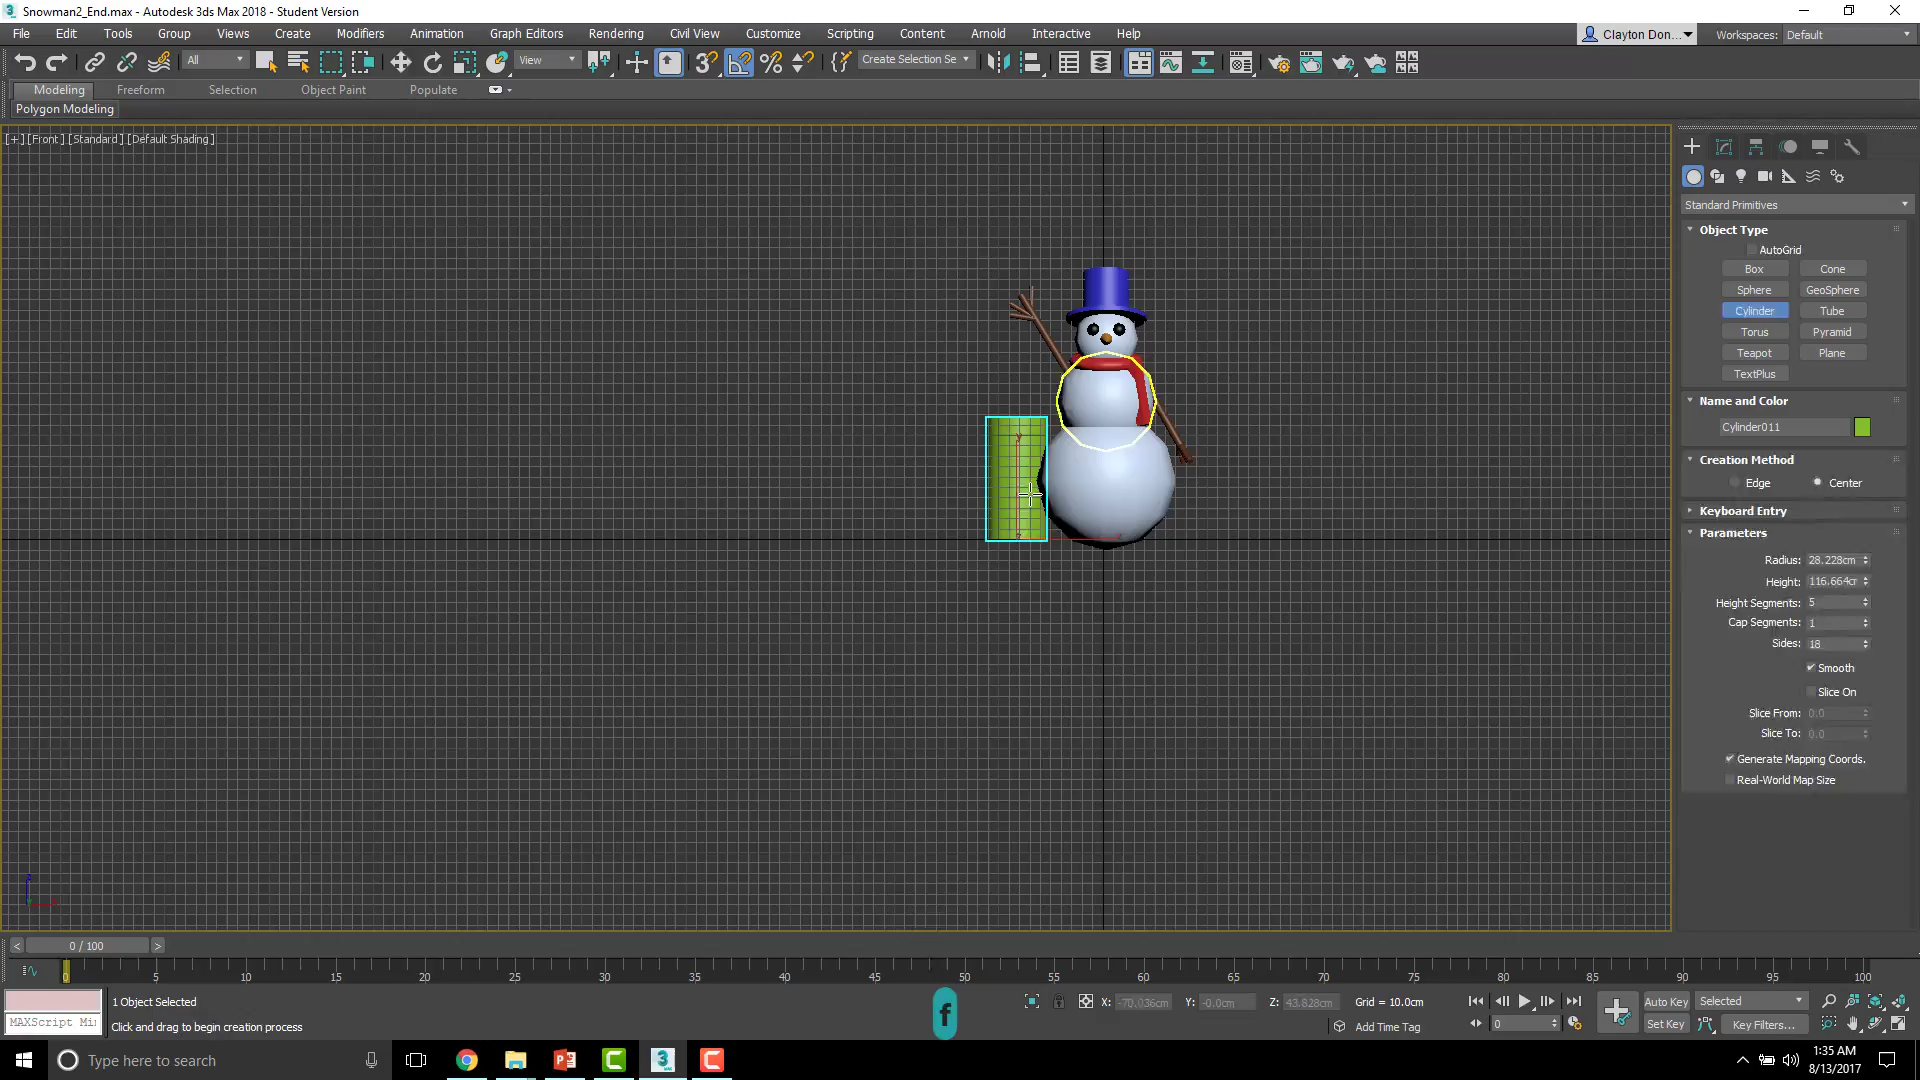 Snowman2_End.max - Autodesk 3ds Max 2018 - Student Version
File Edit Tools Group Views Create Modifiers Animation Graph Editors Rendering Civil View Customize Scripting Content Arnold Interactive Help
Clayton Don...
Workspaces: Default
All
View
Create Selection Se
Modeling Freeform Selection Object Paint Populate
Polygon Modeling
[+] [Front] [Standard] [Default Shading]
Standard Primitives
Object Type
AutoGrid
Box Cone
Sphere GeoSphere
Cylinder Tube
Torus Pyramid
Teapot Plane
TextPlus
Name and Color
Cylinder011
Creation Method
Edge Center
Keyboard Entry
Parameters
Radius: 28.228cm
Height: 116.664cr
Height Segments: 5
Cap Segments: 1
Sides: 18
Smooth
Slice On
Slice From: 0.0
Slice To: 0.0
Generate Mapping Coords.
Real-World Map Size
< 0 / 100 >
0 5 10 15 20 25 30 35 40 45 50 55 60 65 70 75 80 85 90 95 100
1 Object Selected
MAXScript Mi
Click and drag to begin creation process
f
X: -70.036cm Y: -0.0cm Z: 43.828cm Grid = 10.0cm
Add Time Tag
0
Auto Key Selected
Set Key Key Filters...
Type here to search
1:35 AM
8/13/2017